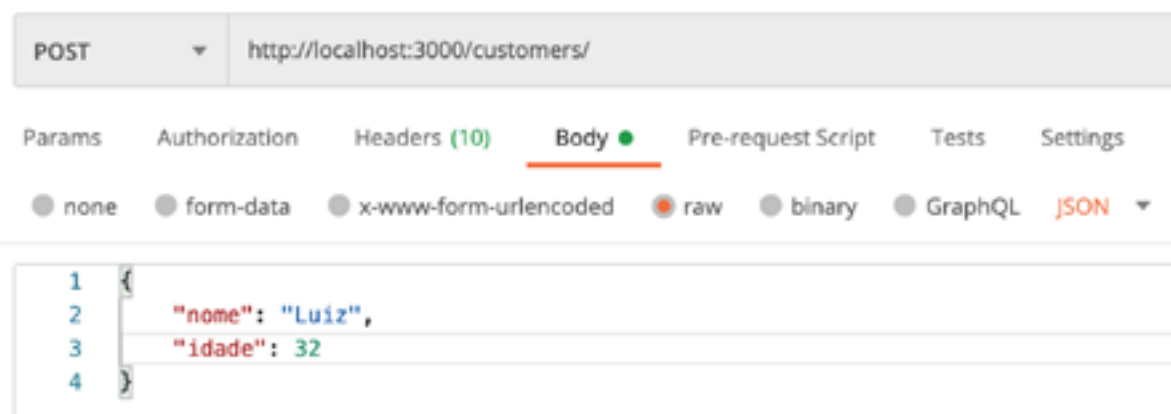 POST http://localhost:3000/customers/
Params Authorization Headers (10) Body Pre-request Script Tests Settings
none form-data x-www-form-urlencoded raw binary GraphQL JSON
1 {
2 "nome": "Luiz",
3 "idade": 32
4 }